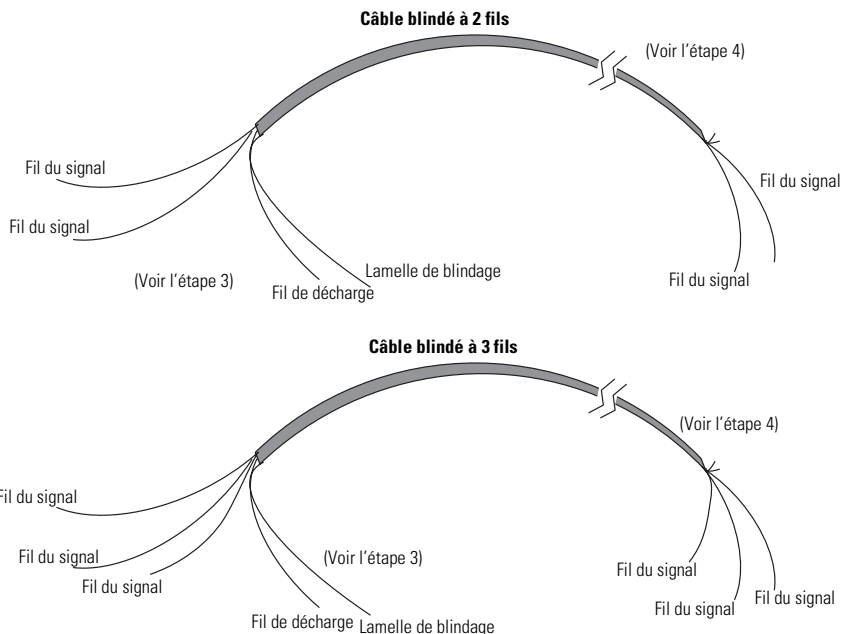 Câble blindé à 2 fils
(Voir l'étape 4)
Fil du signal
Fil du signal
Fil du signal
(Voir l'étape 3)
Lamelle de blindage
Fil de décharge
Fil du signal
Câble blindé à 3 fils
(Voir l'étape 4)
Fil du signal
Fil du signal
(Voir l'étape 3)
Fil du signal
Fil du signal
Fil du signal
Fil du signal
Fil de décharge
Lamelle de blindage